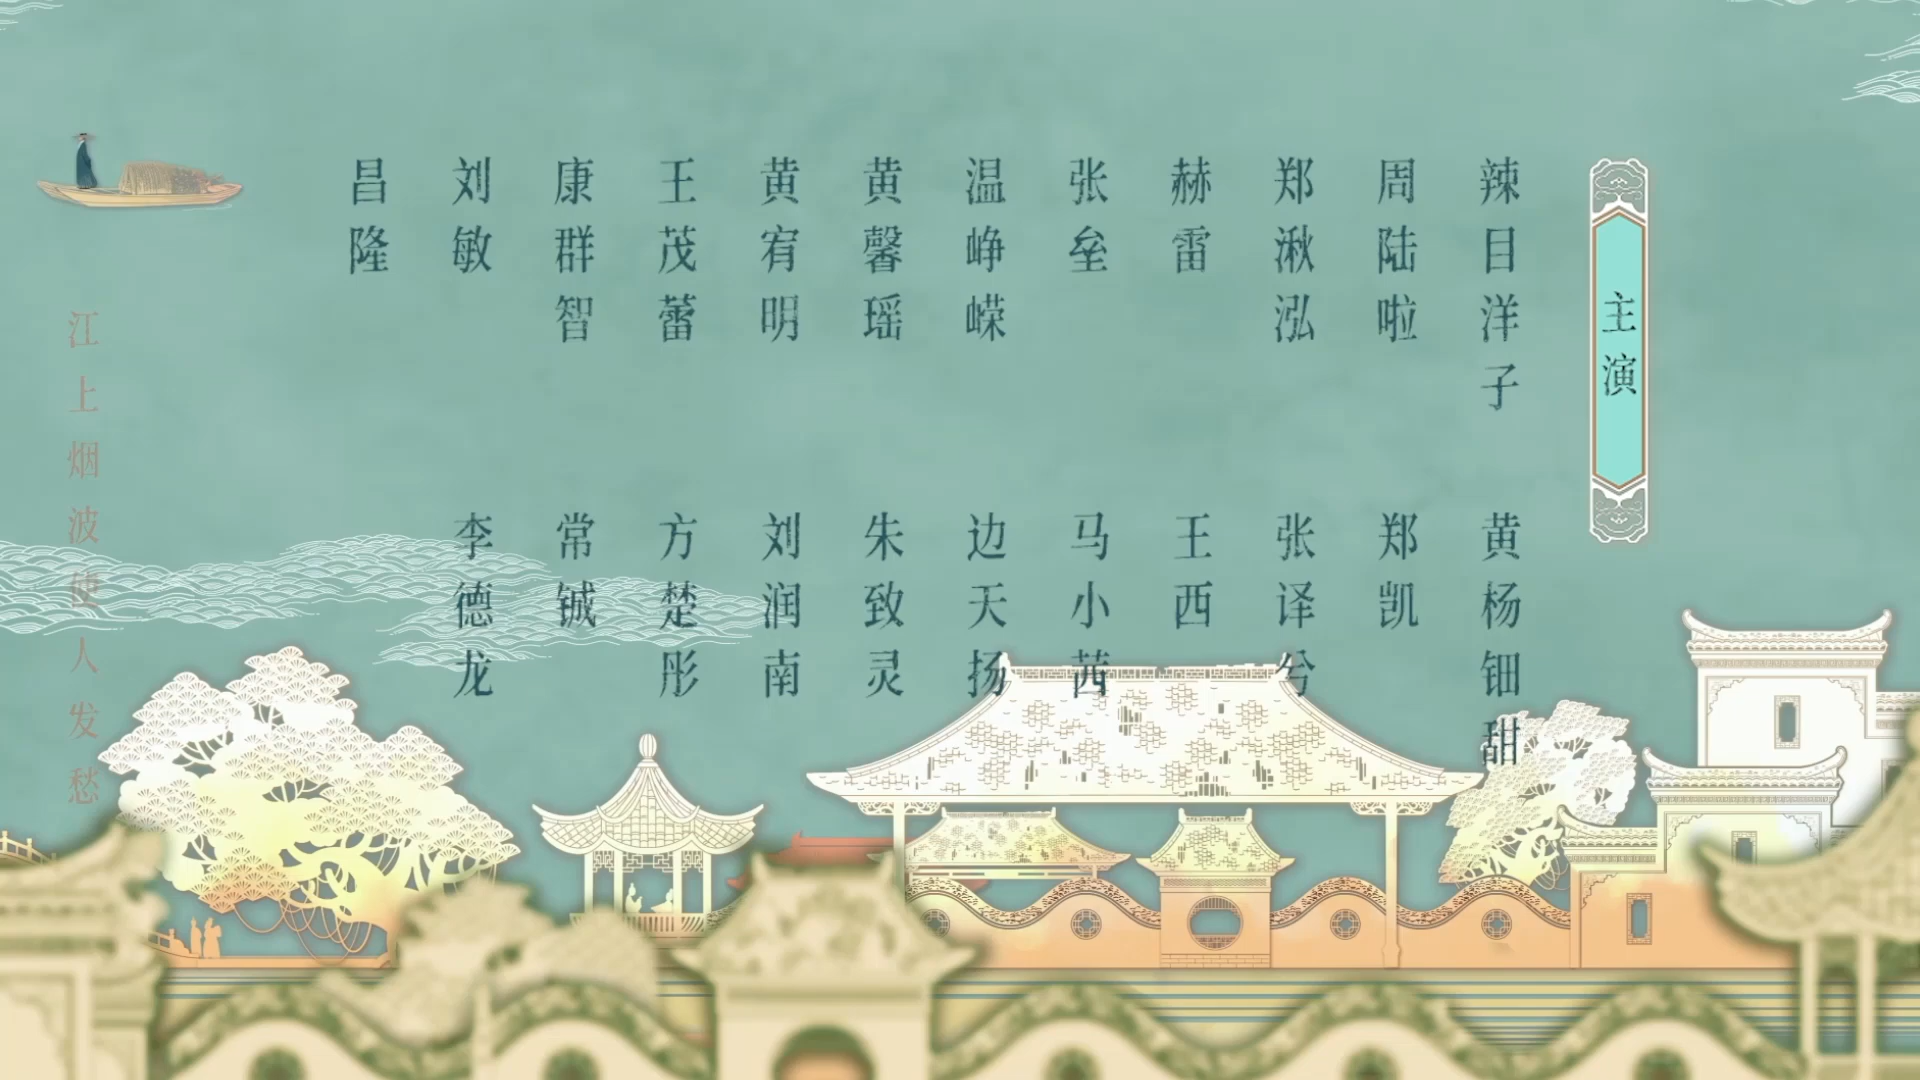 主演
辣目洋子
周陆啦
郑湫泓
赫雷
张垒
温峥嵘
黄馨瑶
黄宥明
王茂蕾
康群智
刘敏
昌隆
黄杨钿甜
郑凯
张译兮
王西
马小茜
边天扬
朱致灵
刘润南
方楚彤
常铖
李德龙
江上烟波使人发愁